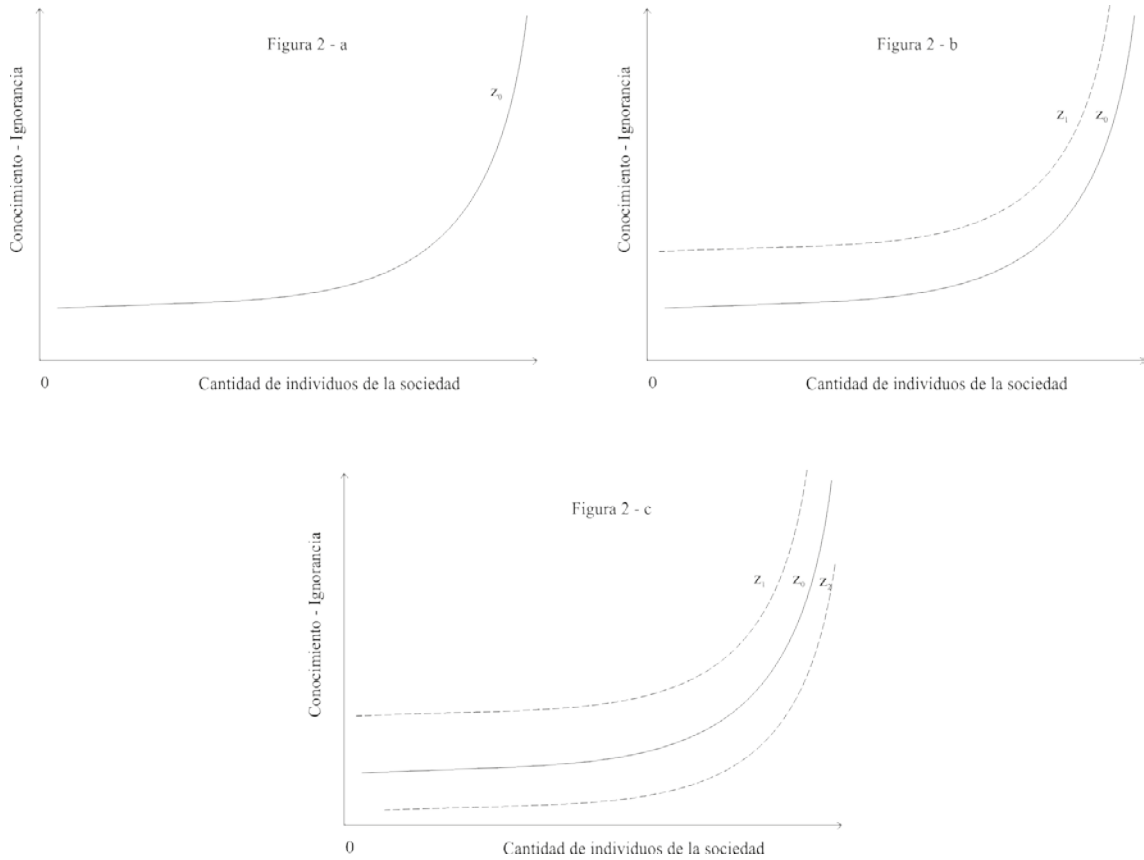 Figura 2 - a
Conocimiento - Ignorancia
Z₀
0
Cantidad de individuos de la sociedad
Figura 2 - b
Conocimiento - Ignorancia
Z₁
Z₀
0
Cantidad de individuos de la sociedad
Figura 2 - c
Conocimiento - Ignorancia
Z₁
Z₀
Z₂
0
Cantidad de individuos de la sociedad